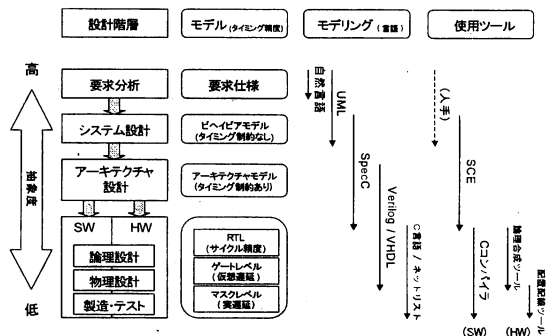 設計階層
モデル(タイミング精度)
モデリング(言語)
使用ツール
高
抽象度
低
要求分析
システム設計
アーキテクチャ
設計
SW
HW
論理設計
物理設計
製造・テスト
要求仕様
ビヘイビアモデル
(タイミング制約なし)
アーキテクチャモデル
(タイミング制約あり)
RTL
(サイクル精度)
ゲートレベル
(仮想遅延)
マスクレベル
(実遅延)
自然言語
UML
SpecC
Verilog / VHDL
C言語 / ネットリスト
(人手)
SCE
Cコンパイラ
論理合成ツール
配置配線ツール
(SW)
(HW)